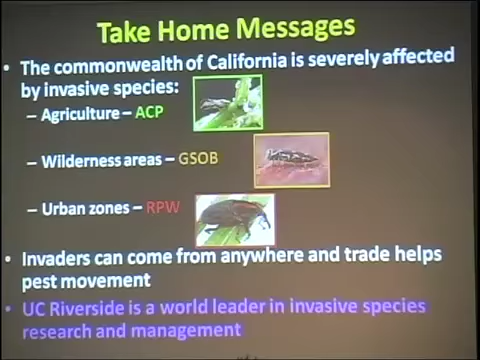 Take Home Messages
• The commonwealth of California is severely affected
by invasive species:
– Agriculture – ACP
– Wilderness areas – GSOB
– Urban zones – RPW
• Invaders can come from anywhere and trade helps
pest movement
• UC Riverside is a world leader in invasive species
research and management